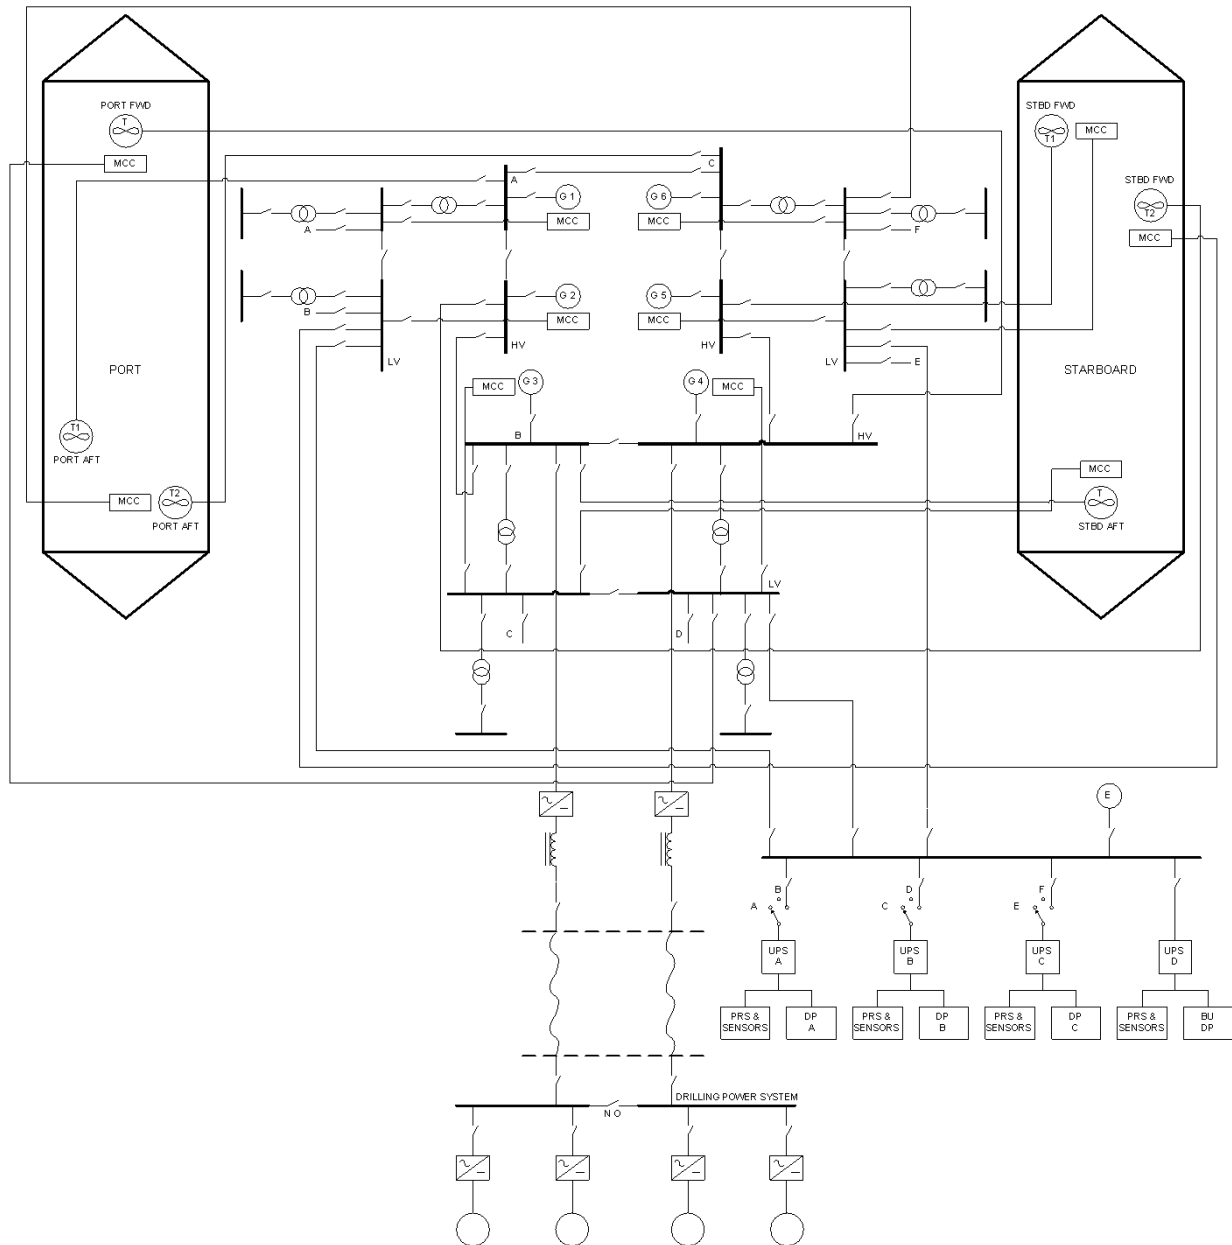 PORT FWD
T
MCC
STBD FWD
T1
MCC
STBD FWD
T2
MCC
C
A
G 1
MCC
G 6
MCC
A
F
B
G 2
MCC
G 5
MCC
HV
HV
LV
LV
E
PORT
STARBOARD
MCC
G 3
G 4
MCC
B
HV
T1
PORT AFT
MCC
T2
PORT AFT
MCC
T
STBD AFT
LV
C
D
E
B
A
D
C
F
E
UPS
A
UPS
B
UPS
C
UPS
D
PRS &
SENSORS
DP
A
PRS &
SENSORS
DP
B
PRS &
SENSORS
DP
C
PRS &
SENSORS
BU
DP
DRILLING POWER SYSTEM
N O